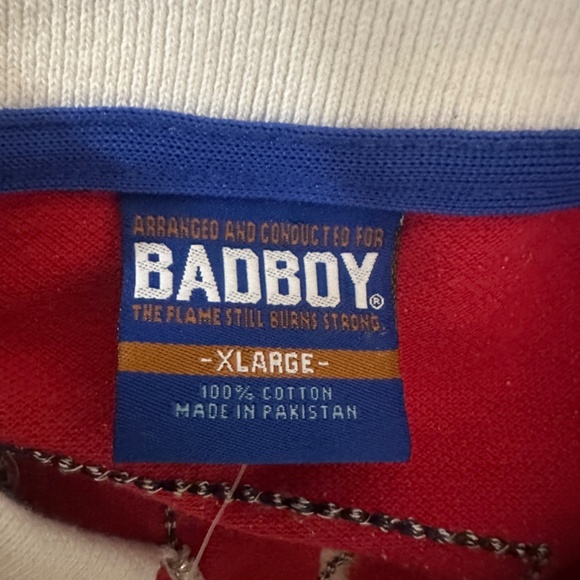 ARRANGED AND CONDUCTED FOR
BADBOY®
THE FLAME STILL BURNS STRONG.
-XLARGE-
100% COTTON
MADE IN PAKISTAN